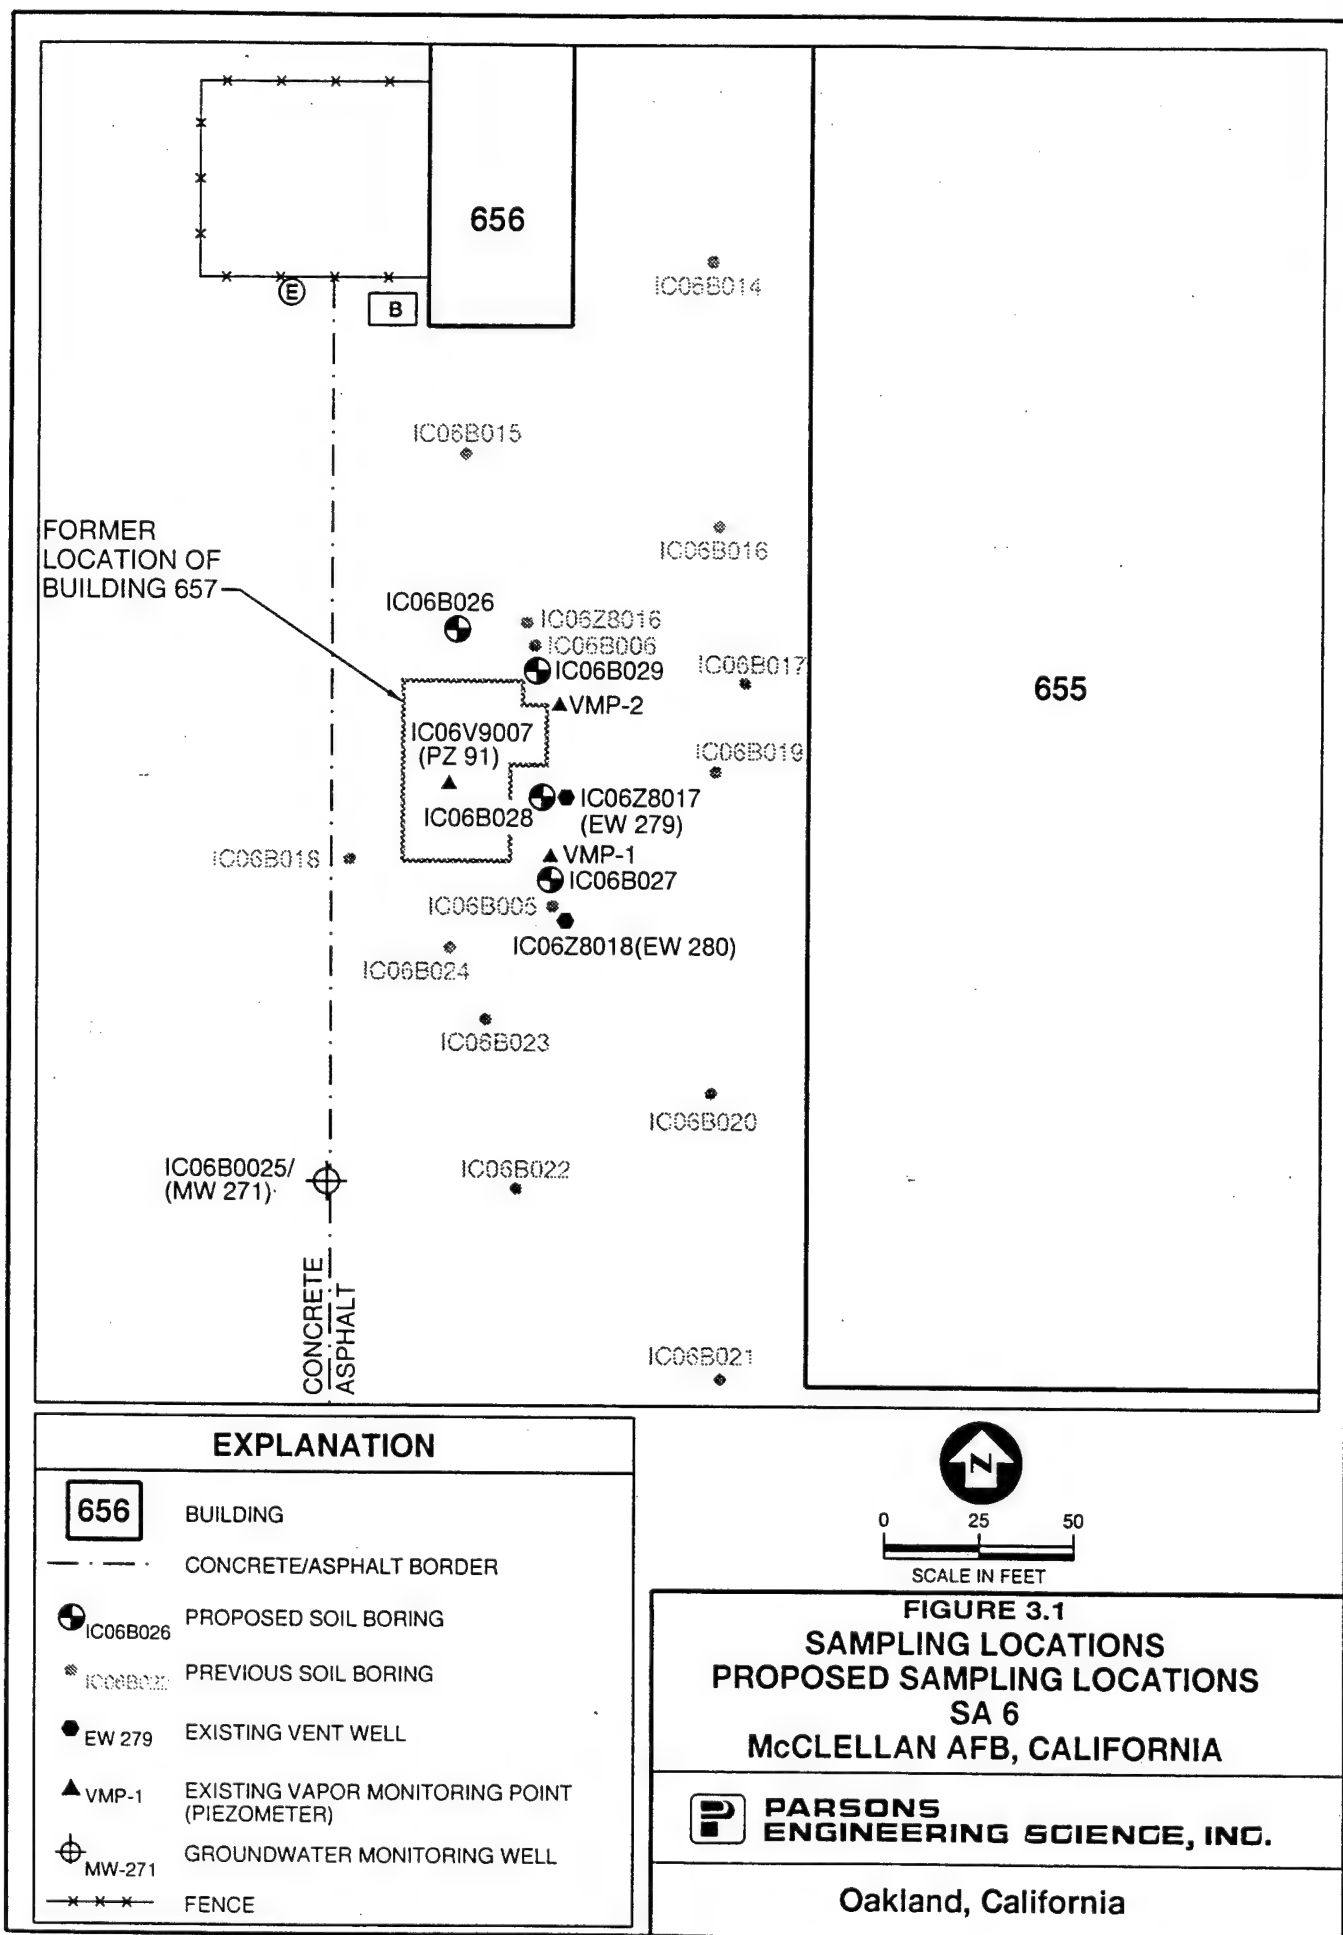 656
IC06B014
E
B
IC06B015
FORMER
LOCATION OF
BUILDING 657
IC06B016
IC06B026
IC06Z8016
IC06B006
IC06B029
IC06B017
655
VMP-2
IC06V9007
(PZ 91)
IC06B019
IC06B028
IC06Z8017
(EW 279)
IC06B018
VMP-1
IC06B027
IC06B005
IC06Z8018(EW 280)
IC06B024
IC06B023
IC06B020
IC06B0025/
(MW 271)
IC06B022
CONCRETE
ASPHALT
IC06B021
EXPLANATION
656 BUILDING
CONCRETE/ASPHALT BORDER
IC06B026 PROPOSED SOIL BORING
PREVIOUS SOIL BORING
EW 279 EXISTING VENT WELL
VMP-1 EXISTING VAPOR MONITORING POINT
(PIEZOMETER)
MW-271 GROUNDWATER MONITORING WELL
FENCE
N
0 25 50
SCALE IN FEET
FIGURE 3.1
SAMPLING LOCATIONS
PROPOSED SAMPLING LOCATIONS
SA 6
McCLELLAN AFB, CALIFORNIA
PARSONS
ENGINEERING SCIENCE, INC.
Oakland, California